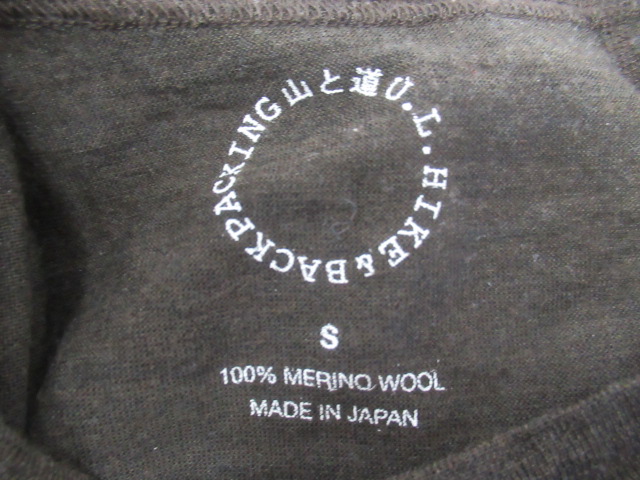 山と道U.L.HIKE&BACKPACKING
S
100% MERINO WOOL
MADE IN JAPAN